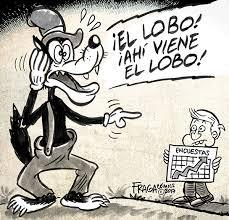 ¡EL LOBO!
¡AHÍ VIENE
EL LOBO!
ENCUESTAS
FRAGA